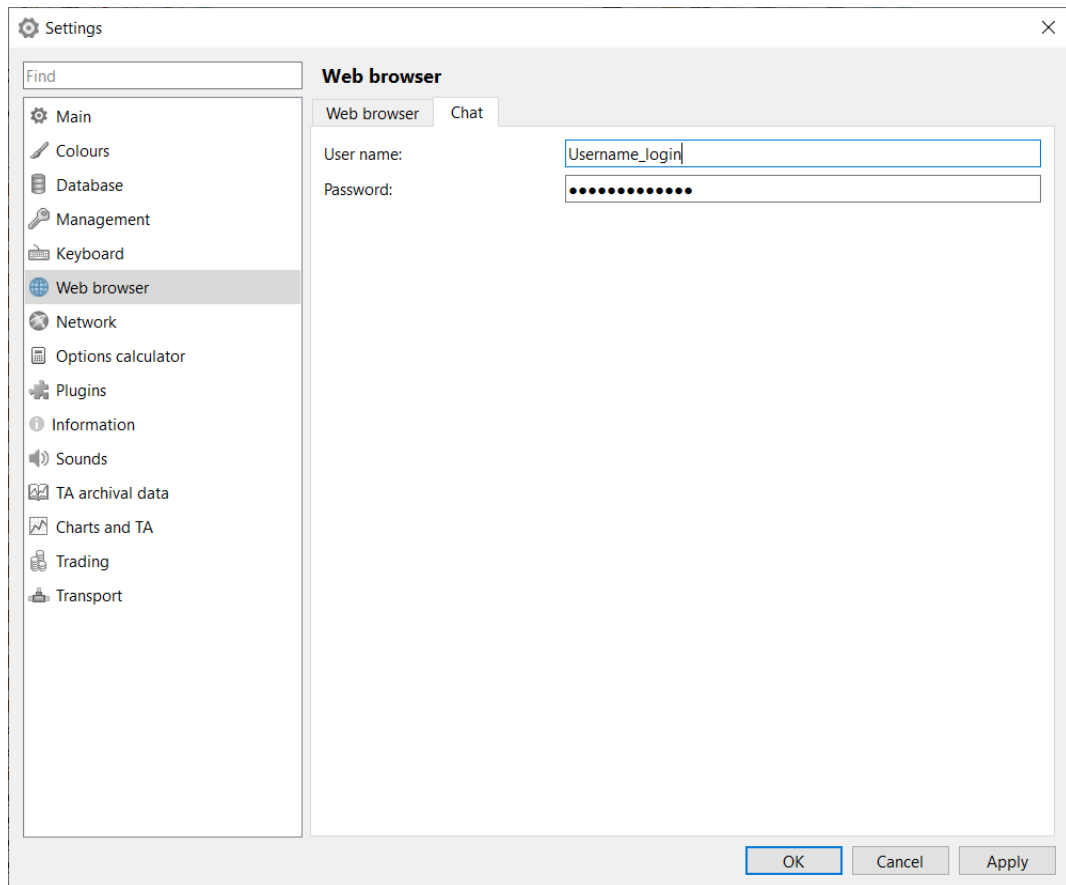 Settings
Find
Main
Colours
Database
Management
Keyboard
Web browser
Network
Options calculator
Plugins
Information
Sounds
TA archival data
Charts and TA
Trading
Transport
Web browser
Web browser Chat
User name: Username_login
Password: •••••••••••••
OK Cancel Apply